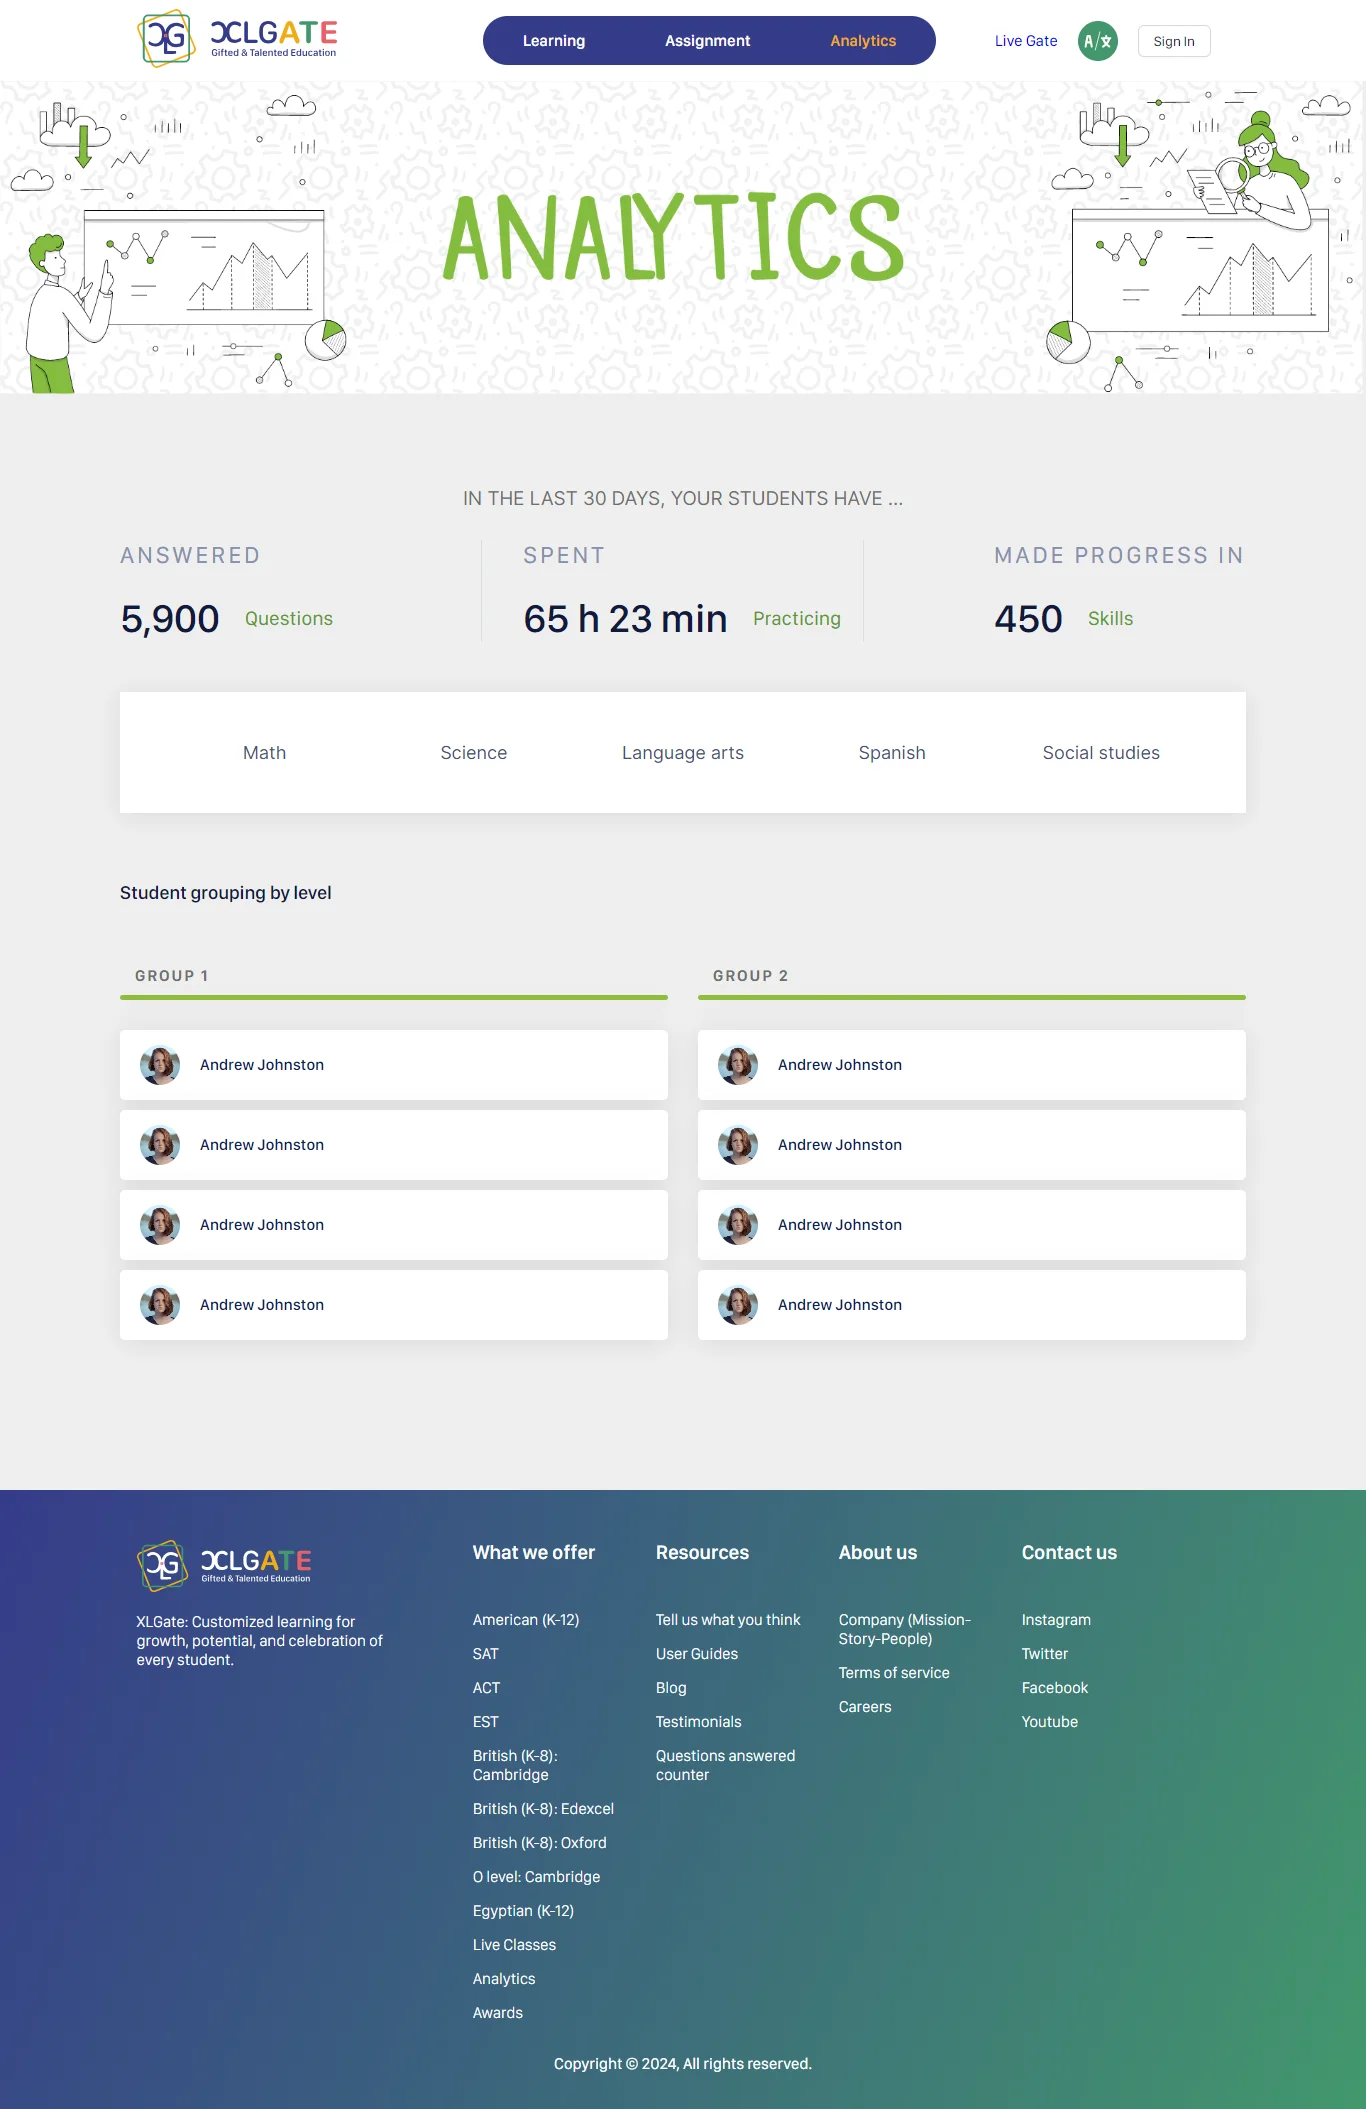 XLGATE
Gifted & Talented Education
Learning
Assignment
Analytics
Live Gate
A/文
Sign In
ANALYTICS
IN THE LAST 30 DAYS, YOUR STUDENTS HAVE ...
ANSWERED
5,900 Questions
SPENT
65 h 23 min Practicing
MADE PROGRESS IN
450 Skills
Math
Science
Language arts
Spanish
Social studies
Student grouping by level
GROUP 1
Andrew Johnston
Andrew Johnston
Andrew Johnston
Andrew Johnston
GROUP 2
Andrew Johnston
Andrew Johnston
Andrew Johnston
Andrew Johnston
XLGATE
Gifted & Talented Education
XLGate: Customized learning for
growth, potential, and celebration of
every student.
What we offer
American (K-12)
SAT
ACT
EST
British (K-8):
Cambridge
British (K-8): Edexcel
British (K-8): Oxford
O level: Cambridge
Egyptian (K-12)
Live Classes
Analytics
Awards
Resources
Tell us what you think
User Guides
Blog
Testimonials
Questions answered
counter
About us
Company (Mission-
Story-People)
Terms of service
Careers
Contact us
Instagram
Twitter
Facebook
Youtube
Copyright © 2024, All rights reserved.